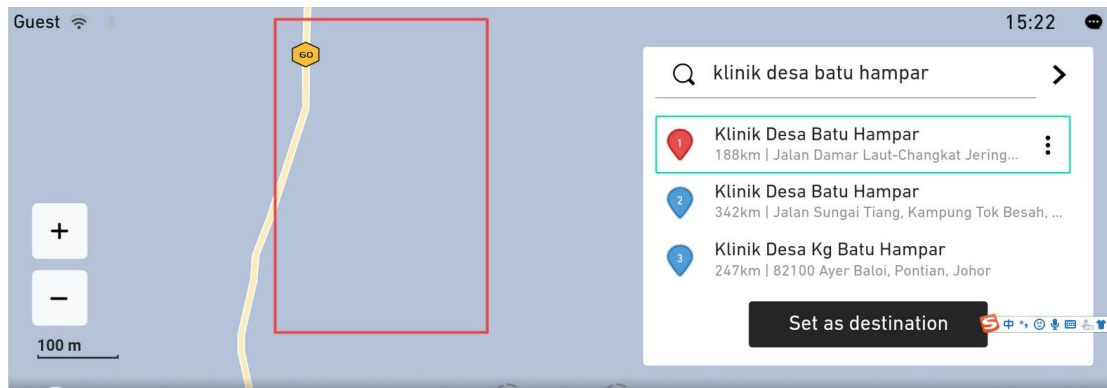 Guest
15:22
60
klinik desa batu hampar
1
Klinik Desa Batu Hampar
188km | Jalan Damar Laut-Changkat Jering...
2
Klinik Desa Batu Hampar
342km | Jalan Sungai Tiang, Kampung Tok Besah, ...
3
Klinik Desa Kg Batu Hampar
247km | 82100 Ayer Baloi, Pontian, Johor
+
−
Set as destination
S 中
100 m